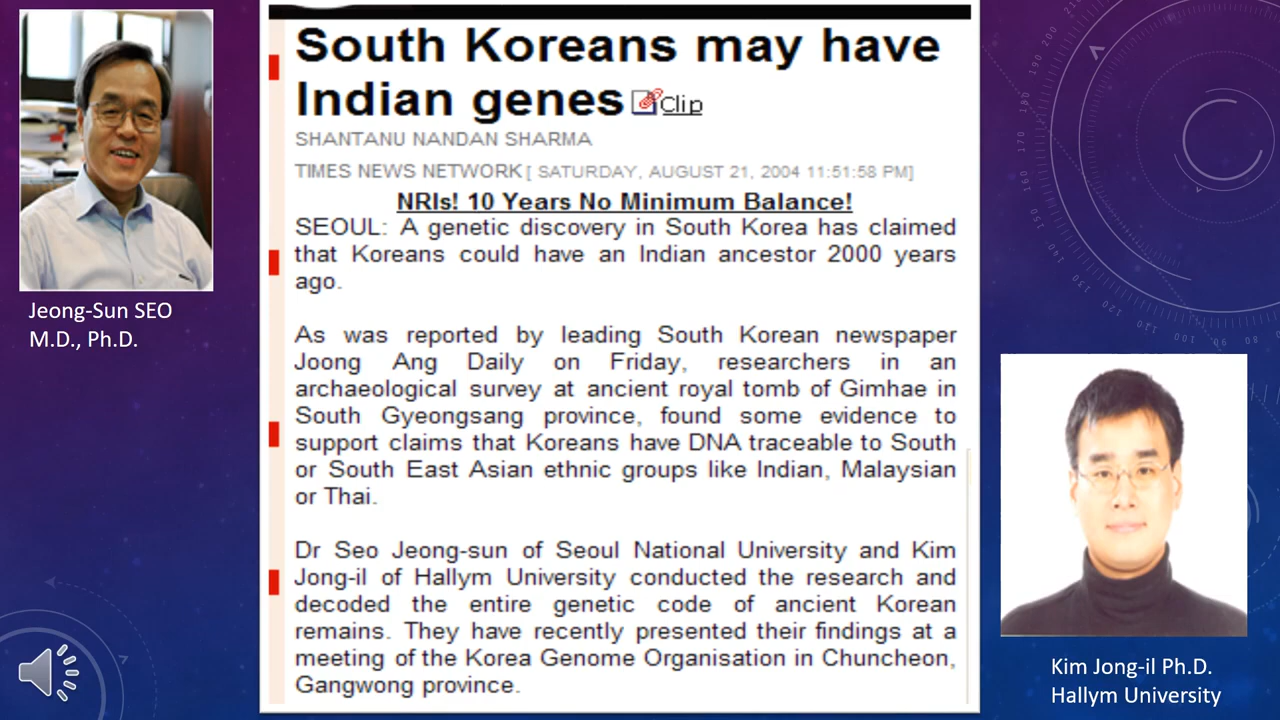 South Koreans may have
Indian genes Clip
SHANTANU NANDAN SHARMA
TIMES NEWS NETWORK [ SATURDAY, AUGUST 21, 2004 11:51:58 PM]
NRIs! 10 Years No Minimum Balance!
SEOUL: A genetic discovery in South Korea has claimed
that Koreans could have an Indian ancestor 2000 years
ago.
As was reported by leading South Korean newspaper
Joong Ang Daily on Friday, researchers in an
archaeological survey at ancient royal tomb of Gimhae in
South Gyeongsang province, found some evidence to
support claims that Koreans have DNA traceable to South
or South East Asian ethnic groups like Indian, Malaysian
or Thai.
Dr Seo Jeong-sun of Seoul National University and Kim
Jong-il of Hallym University conducted the research and
decoded the entire genetic code of ancient Korean
remains. They have recently presented their findings at a
meeting of the Korea Genome Organisation in Chuncheon,
Gangwong province.
Jeong-Sun SEO
M.D., Ph.D.
Kim Jong-il Ph.D.
Hallym University